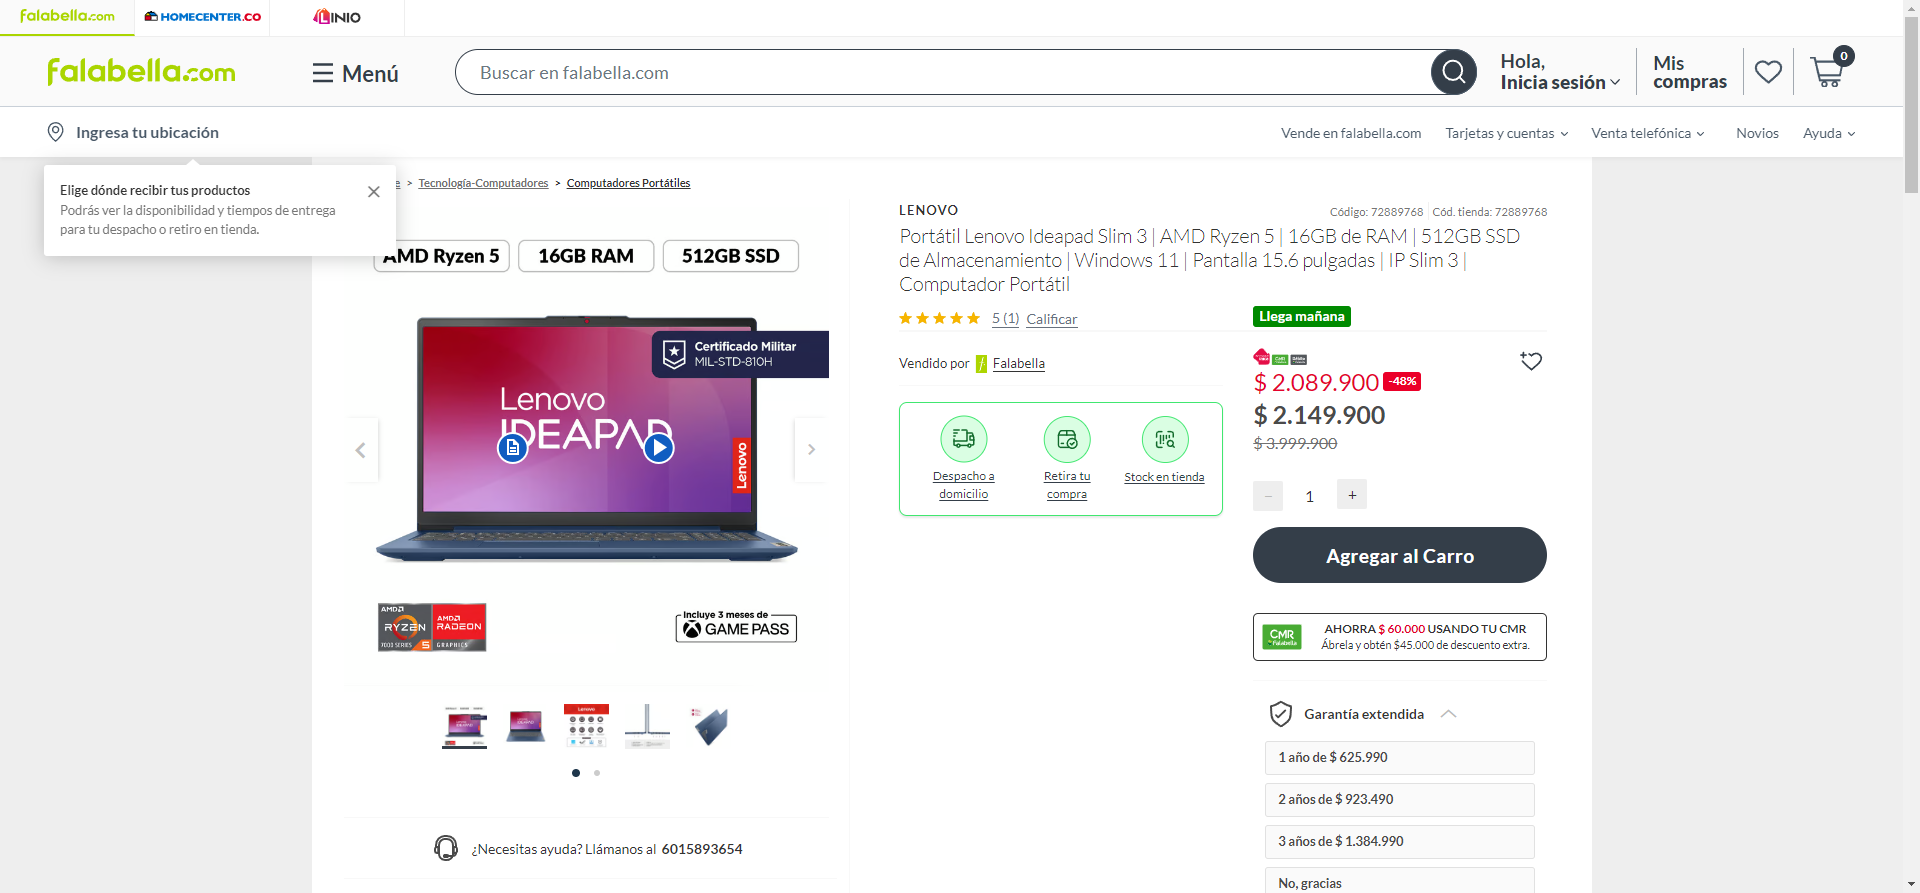 falabella.com
HOMECENTER.CO
LINIO
falabella.com
Menú
Buscar en falabella.com
Hola,
Inicia sesión
Mis
compras
0
Ingresa tu ubicación
Vende en falabella.com
Tarjetas y cuentas
Venta telefónica
Novios
Ayuda
Elige dónde recibir tus productos
Podrás ver la disponibilidad y tiempos de entrega
para tu despacho o retiro en tienda.
e > Tecnología-Computadores > Computadores Portátiles
AMD Ryzen 5
16GB RAM
512GB SSD
Certificado Militar
MIL-STD-810H
Lenovo
IDEAPAD
Lenovo
AMD
RYZEN
7000 SERIES 5
AMD
RADEON
GRAPHICS
Incluye 3 meses de
GAME PASS
¿Necesitas ayuda? Llámanos al 6015893654
LENOVO
Código: 72889768
Cód. tienda: 72889768
Portátil Lenovo Ideapad Slim 3 | AMD Ryzen 5 | 16GB de RAM | 512GB SSD
de Almacenamiento | Windows 11 | Pantalla 15.6 pulgadas | IP Slim 3 |
Computador Portátil
5 (1) Calificar
Vendido por Falabella
Despacho a
domicilio
Retira tu
compra
Stock en tienda
Llega mañana
$ 2.089.900 -48%
$ 2.149.900
$ 3.999.900
− 1 +
Agregar al Carro
CMR
Falabella
AHORRA $ 60.000 USANDO TU CMR
Ábrela y obtén $45.000 de descuento extra.
Garantía extendida
1 año de $ 625.990
2 años de $ 923.490
3 años de $ 1.384.990
No, gracias